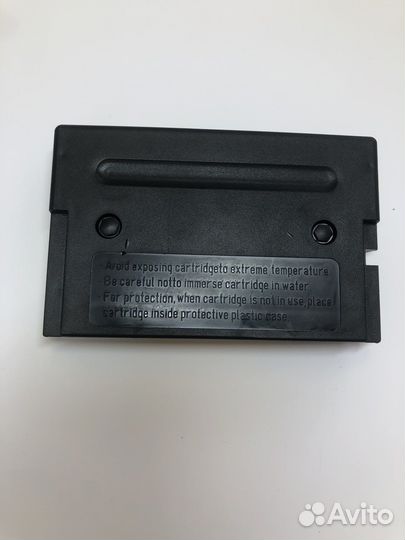 · Avoid exposing cartridgeto extreme temperature
· Be careful notto immerse cartridge in water.
· For protection, when cartridge is not in use, place
cartridge inside protective plastic case.
Avito